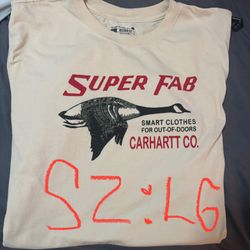 SUPER FAB
SMART CLOTHES
FOR OUT-OF-DOORS
CARHARTT CO.
SZ:LG